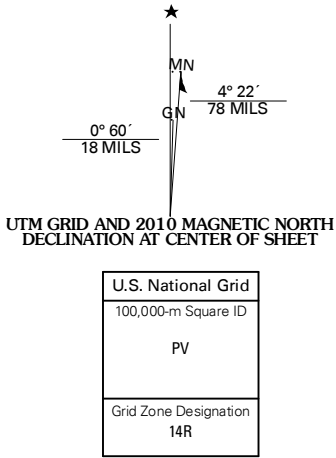 MN
4° 22´
78 MILS
GN
0° 60´
18 MILS
UTM GRID AND 2010 MAGNETIC NORTH
DECLINATION AT CENTER OF SHEET
U.S. National Grid
100,000-m Square ID
PV
Grid Zone Designation
14R